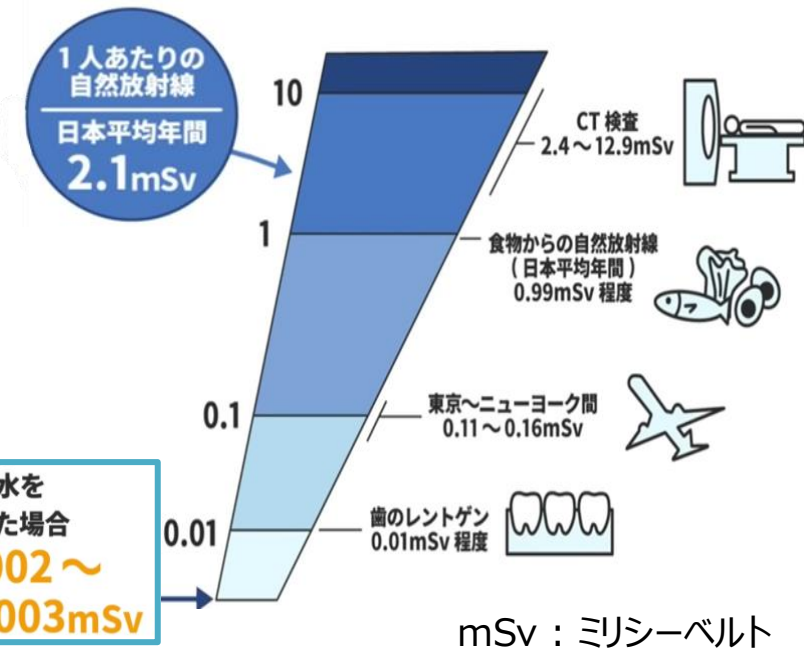 1人あたりの
自然放射線
日本平均年間
2.1mSv
10
1
0.1
0.01
CT 検査
2.4～12.9mSv
食物からの自然放射線
(日本平均年間)
0.99mSv 程度
東京～ニューヨーク間
0.11～0.16mSv
歯のレントゲン
0.01mSv 程度
水を
た場合
002～
003mSv
mSv：ミリシーベルト